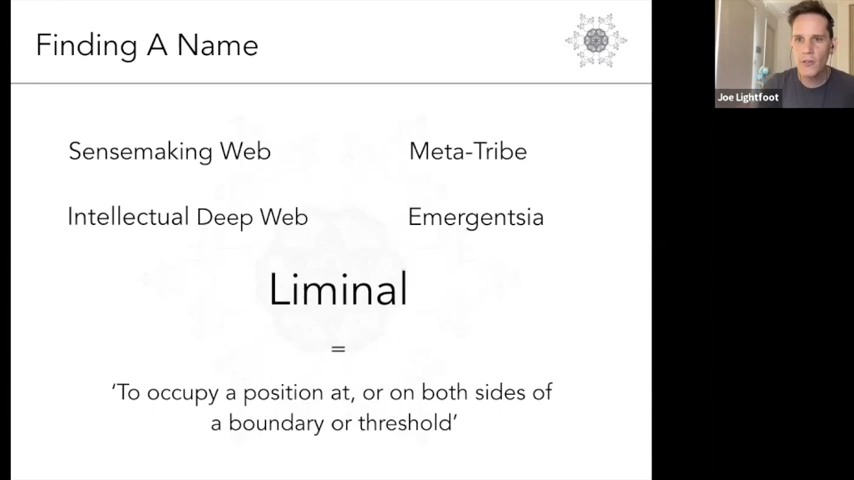 Finding A Name
Joe Lightfoot
Sensemaking Web
Meta-Tribe
Intellectual Deep Web
Emergentsia
Liminal
=
‘To occupy a position at, or on both sides of
a boundary or threshold’